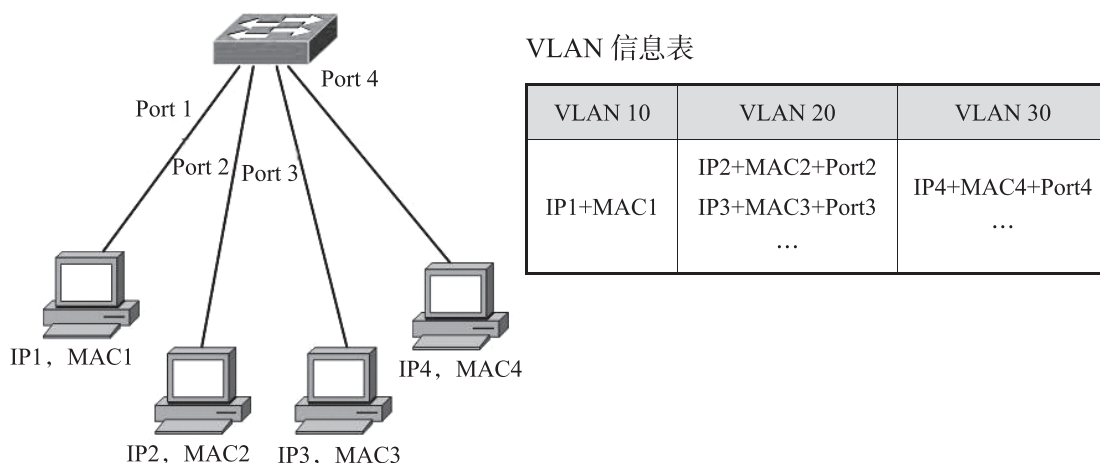 Port 1
Port 2
Port 3
Port 4
IP1，MAC1
IP2，MAC2
IP3，MAC3
IP4，MAC4
VLAN 信息表
VLAN 10 VLAN 20 VLAN 30
IP1+MAC1
IP2+MAC2+Port2
IP3+MAC3+Port3
…
IP4+MAC4+Port4
…